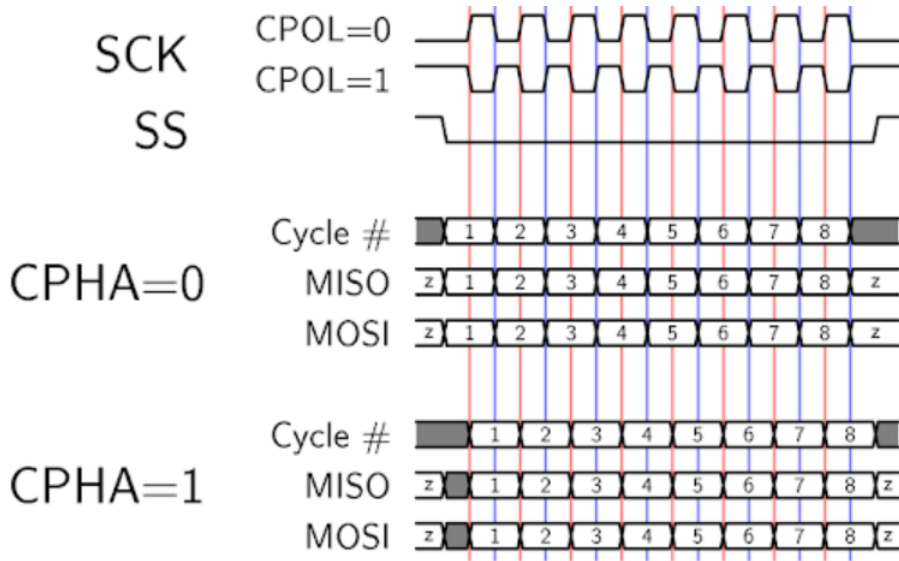 SCK CPOL=0
CPOL=1
SS
Cycle # 1 2 3 4 5 6 7 8
CPHA=0 MISO z 1 2 3 4 5 6 7 8 z
MOSI z 1 2 3 4 5 6 7 8 z
Cycle # 1 2 3 4 5 6 7 8
CPHA=1 MISO z 1 2 3 4 5 6 7 8 z
MOSI z 1 2 3 4 5 6 7 8 z